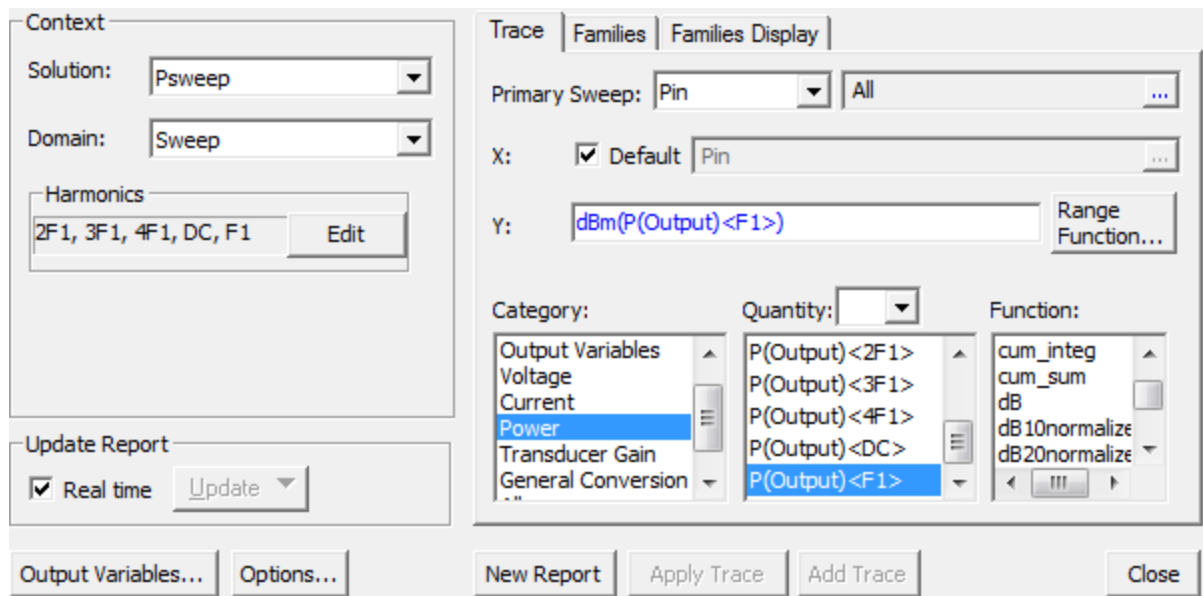 Context
Solution:
Psweep
Domain:
Sweep
Harmonics
2F1, 3F1, 4F1, DC, F1
Edit
Update Report
Real time
Update
Output Variables...
Options...
Trace
Families
Families Display
Primary Sweep:
Pin
All
...
X:
Default
Pin
...
Y:
dBm(P(Output)<F1>)
Range
Function...
Category:
Output Variables
Voltage
Current
Power
Transducer Gain
General Conversion
Quantity:
P(Output)<2F1>
P(Output)<3F1>
P(Output)<4F1>
P(Output)<DC>
P(Output)<F1>
Function:
cum_integ
cum_sum
dB
dB10normalize
dB20normalize
New Report
Apply Trace
Add Trace
Close